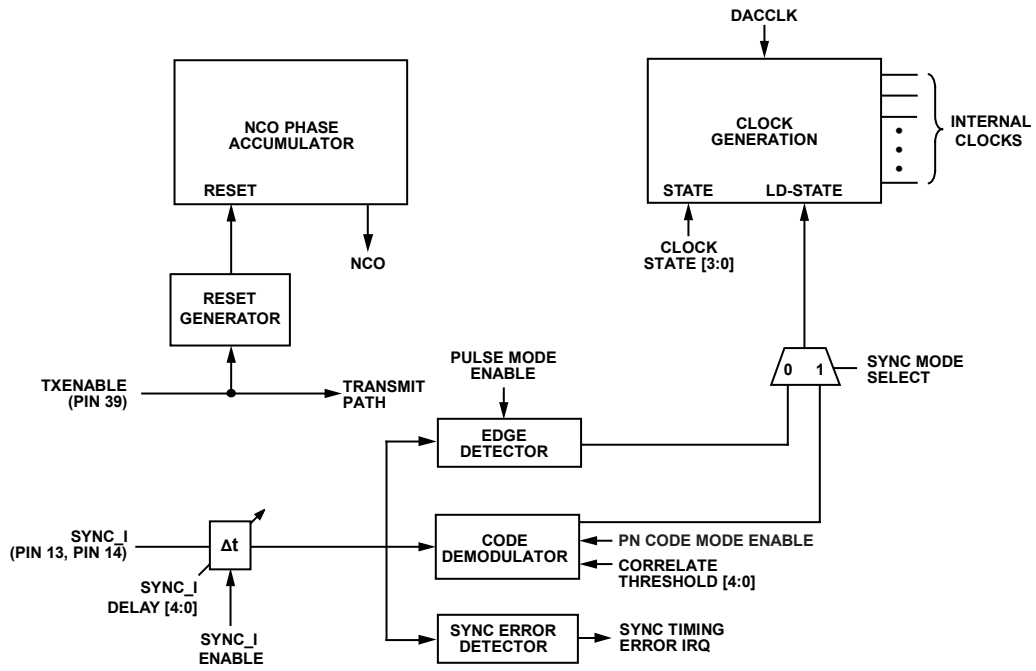 DACCLK
NCO PHASE
ACCUMULATOR
RESET
NCO
CLOCK
GENERATION
STATE
LD-STATE
INTERNAL
CLOCKS
CLOCK
STATE [3:0]
RESET
GENERATOR
TXENABLE
(PIN 39)
TRANSMIT
PATH
PULSE MODE
ENABLE
0 1
SYNC MODE
SELECT
EDGE
DETECTOR
SYNC_I
(PIN 13, PIN 14)
Δt
SYNC_I
DELAY [4:0]
SYNC_I
ENABLE
CODE
DEMODULATOR
PN CODE MODE ENABLE
CORRELATE
THRESHOLD [4:0]
SYNC ERROR
DETECTOR
SYNC TIMING
ERROR IRQ